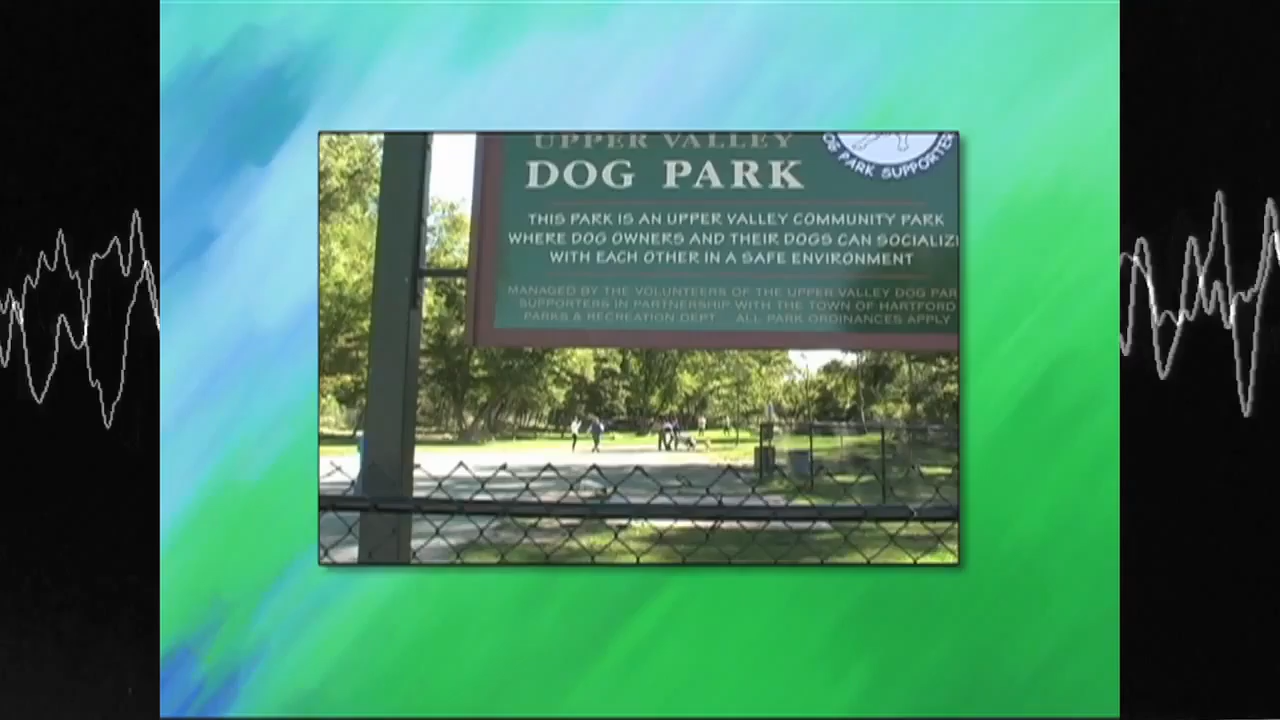 UPPER VALLEY
DOG PARK
OG PARK SUPPORTER
THIS PARK IS AN UPPER VALLEY COMMUNITY PARK
WHERE DOG OWNERS AND THEIR DOGS CAN SOCIALIZ
WITH EACH OTHER IN A SAFE ENVIRONMENT
MANAGED BY THE VOLUNTEERS OF THE UPPER VALLEY DOG PAR
SUPPORTERS IN PARTNERSHIP WITH THE TOWN OF HARTFORD
PARKS & RECREATION DEPT ALL PARK ORDINANCES APPLY